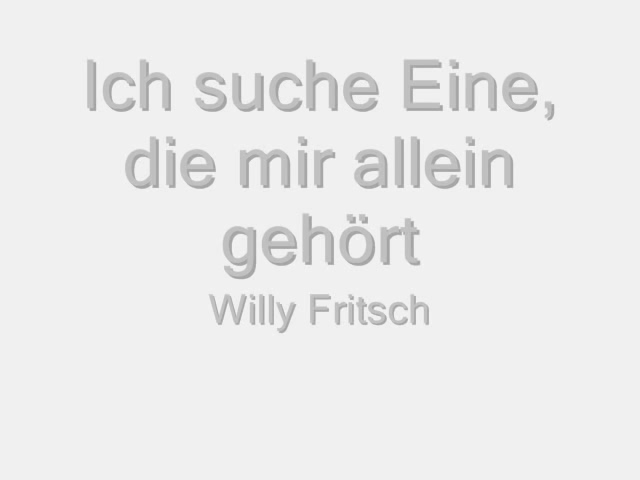 Ich suche Eine,
die mir allein
gehört
Willy Fritsch